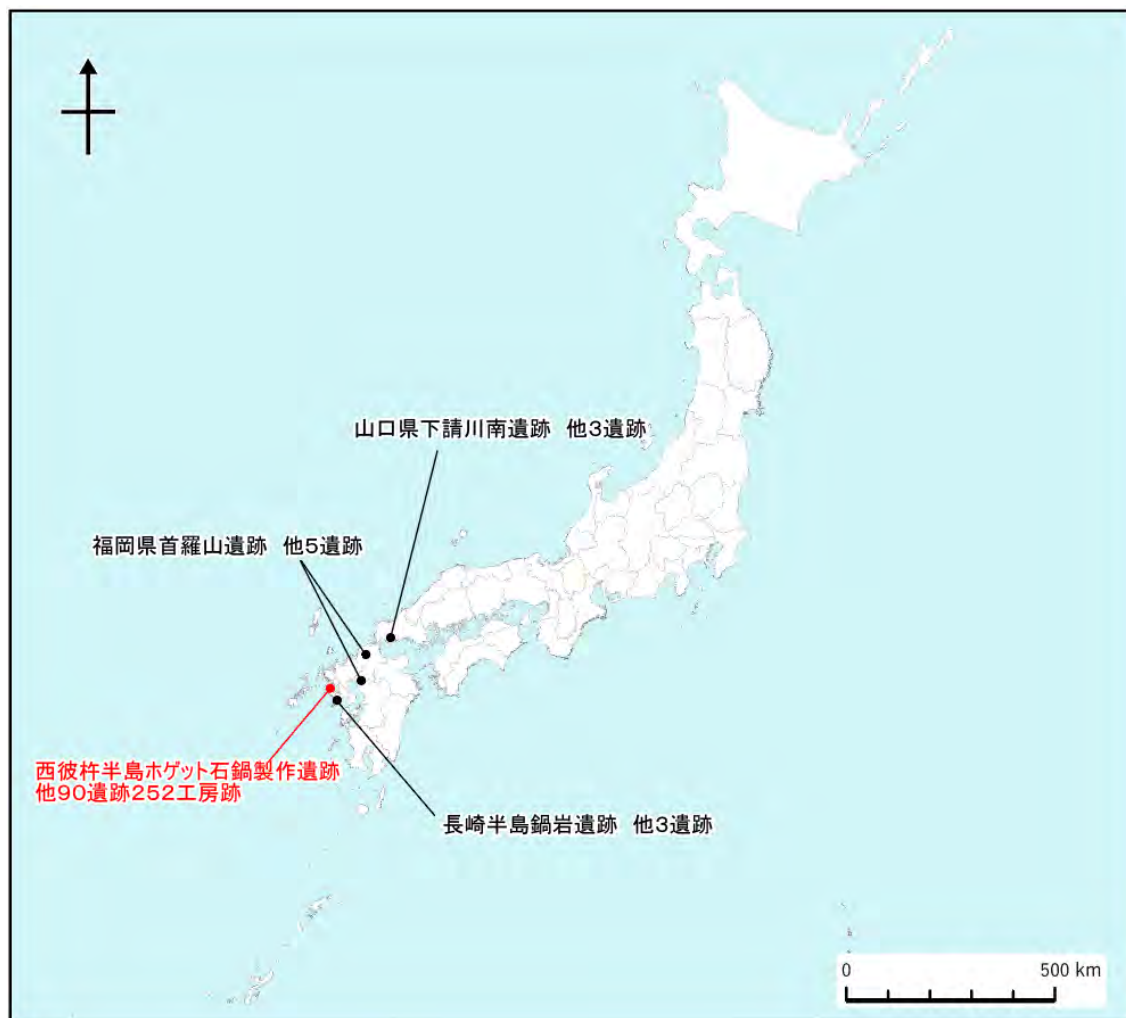 山口県下請川南遺跡 他3遺跡
福岡県首羅山遺跡 他5遺跡
西彼杵半島ホゲット石鍋製作遺跡
他90遺跡252工房跡
長崎半島鍋岩遺跡 他3遺跡
0 500 km